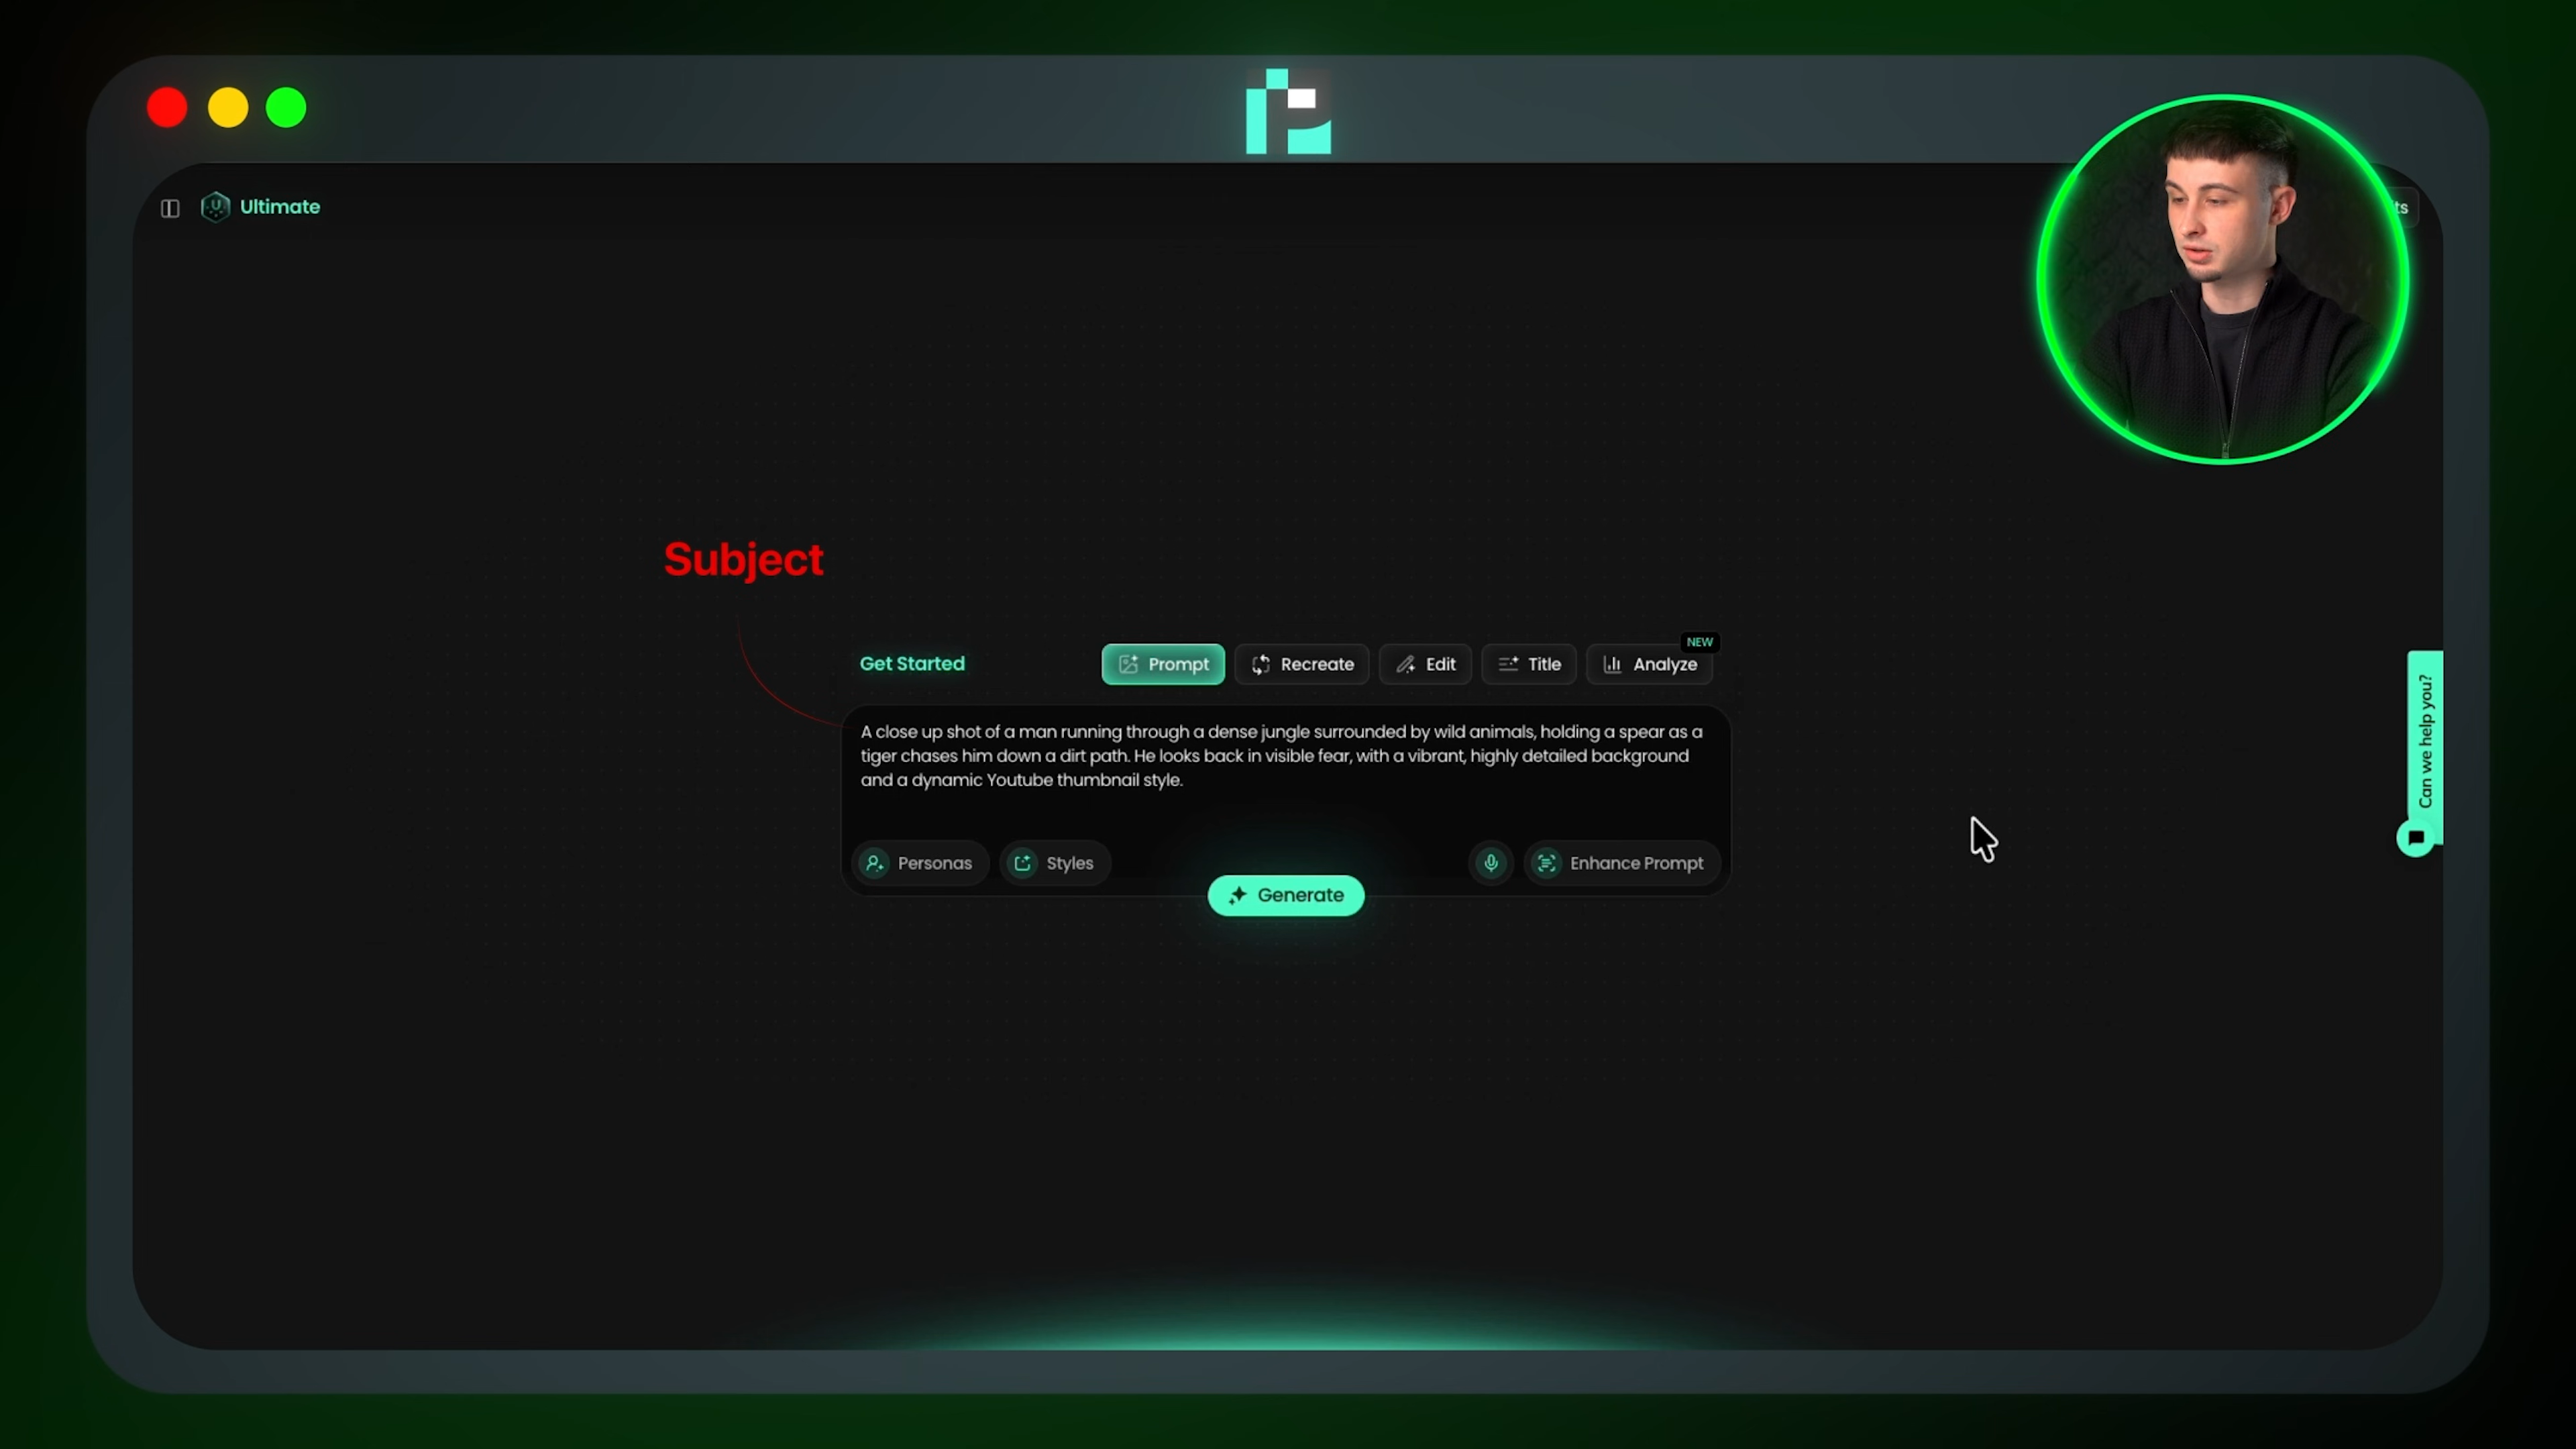 Ultimate
ts
Subject
Get Started
Prompt
Recreate
Edit
Title
Analyze
NEW
A close up shot of a man running through a dense jungle surrounded by wild animals, holding a spear as a
tiger chases him down a dirt path. He looks back in visible fear, with a vibrant, highly detailed background
and a dynamic Youtube thumbnail style.
Personas
Styles
Enhance Prompt
Generate
Can we help you?